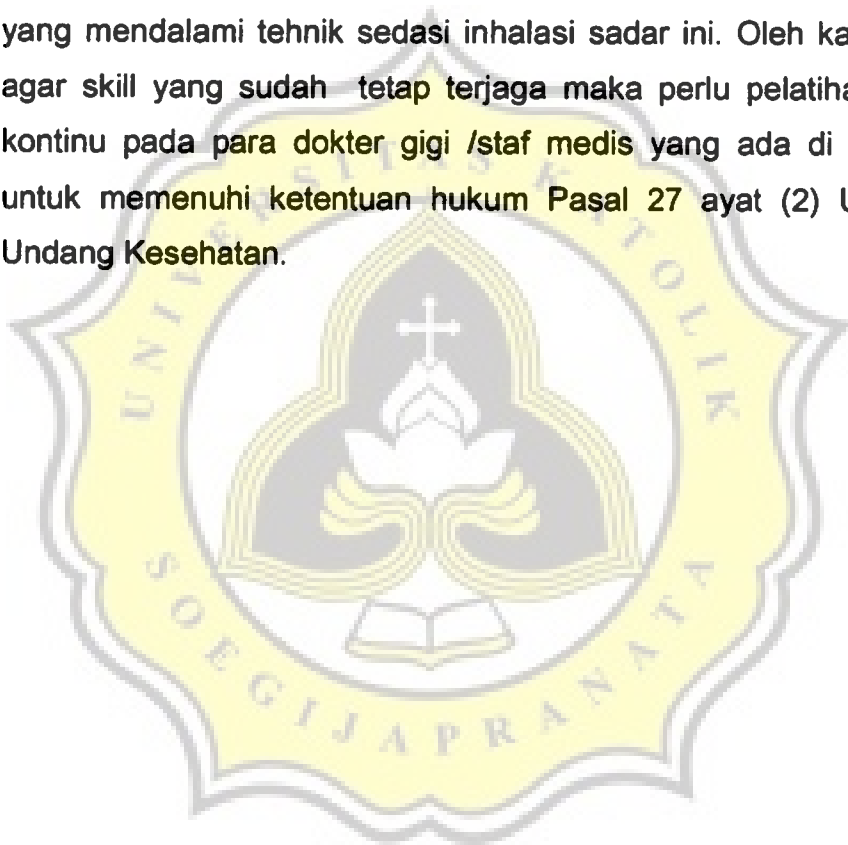 yang mendalami tehnik sedasi inhalasi sadar ini. Oleh ka
agar skill yang sudah tetap terjaga maka perlu pelatiha
kontinu pada para dokter gigi /staf medis yang ada di
untuk memenuhi ketentuan hukum Pasal 27 ayat (2) U
Undang Kesehatan.
UNIVERSITAS KATOLIK
SOEGIJAPRANATA